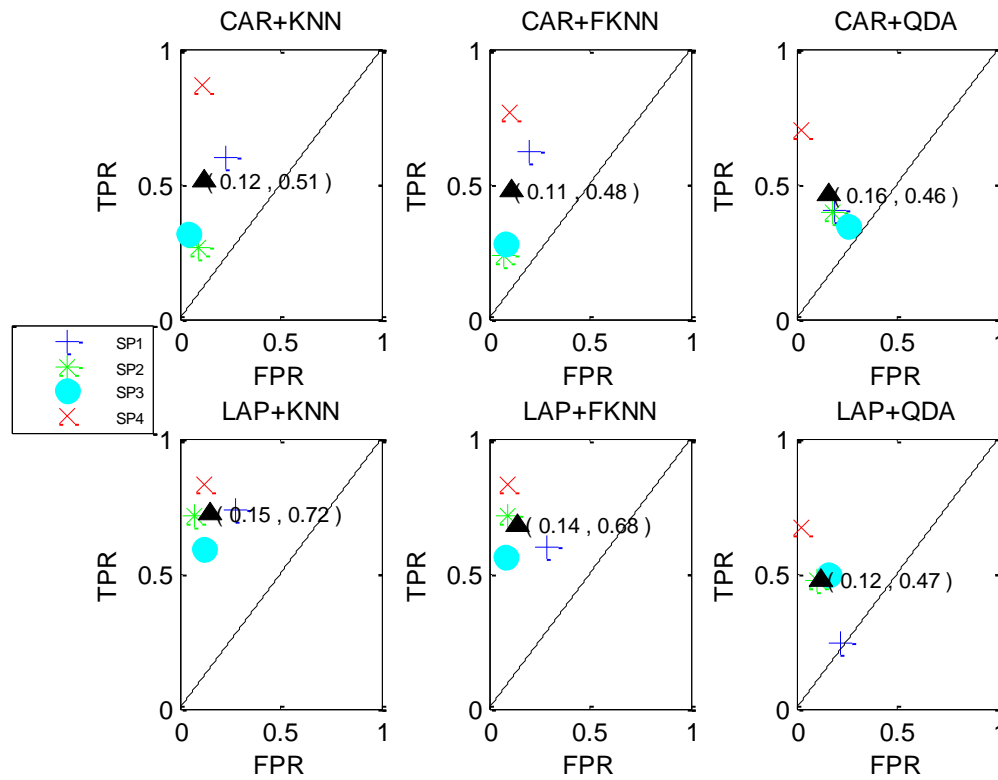 CAR+KNN
1
TPR
0.5
( 0.12 , 0.51 )
0
0 0.5 1
FPR
CAR+FKNN
1
TPR
0.5
( 0.11 , 0.48 )
0
0 0.5 1
FPR
CAR+QDA
1
TPR
0.5
( 0.16 , 0.46 )
0
0 0.5 1
FPR
SP1
SP2
SP3
SP4
LAP+KNN
1
TPR
0.5
( 0.15 , 0.72 )
0
0 0.5 1
FPR
LAP+FKNN
1
TPR
0.5
( 0.14 , 0.68 )
0
0 0.5 1
FPR
LAP+QDA
1
TPR
0.5
( 0.12 , 0.47 )
0
0 0.5 1
FPR